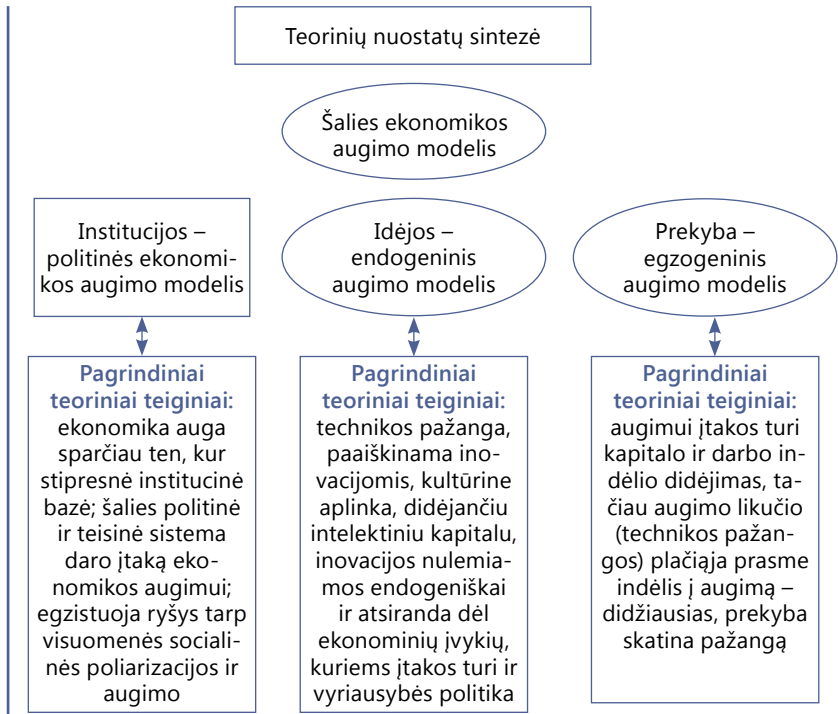 Teorinių nuostatų sintezė
Šalies ekonomikos
augimo modelis
Institucijos –
politinės ekonomi-
kos augimo modelis
Idėjos –
endogeninis
augimo modelis
Prekyba –
egzogeninis
augimo modelis
Pagrindiniai
teoriniai teiginiai:
ekonomika auga
sparčiau ten, kur
stipresnė institucinė
bazė; šalies politinė
ir teisinė sistema
daro įtaką eko-
nomikos augimui;
egzistuoja ryšys tarp
visuomenės sociali-
nės poliarizacijos ir
augimo
Pagrindiniai
teoriniai teiginiai:
technikos pažanga,
paaiškinama ino-
vacijomis, kultūrine
aplinka, didėjančiu
intelektiniu kapitalu,
inovacijos nulemia-
mos endogeniškai
ir atsiranda dėl
ekonominių įvykių,
kuriems įtakos turi ir
vyriausybės politika
Pagrindiniai
teoriniai teiginiai:
augimui įtakos turi
kapitalo ir darbo in-
dėlio didėjimas, ta-
čiau augimo likučio
(technikos pažan-
gos) plačiąja prasme
indėlis į augimą –
didžiausias, prekyba
skatina pažangą